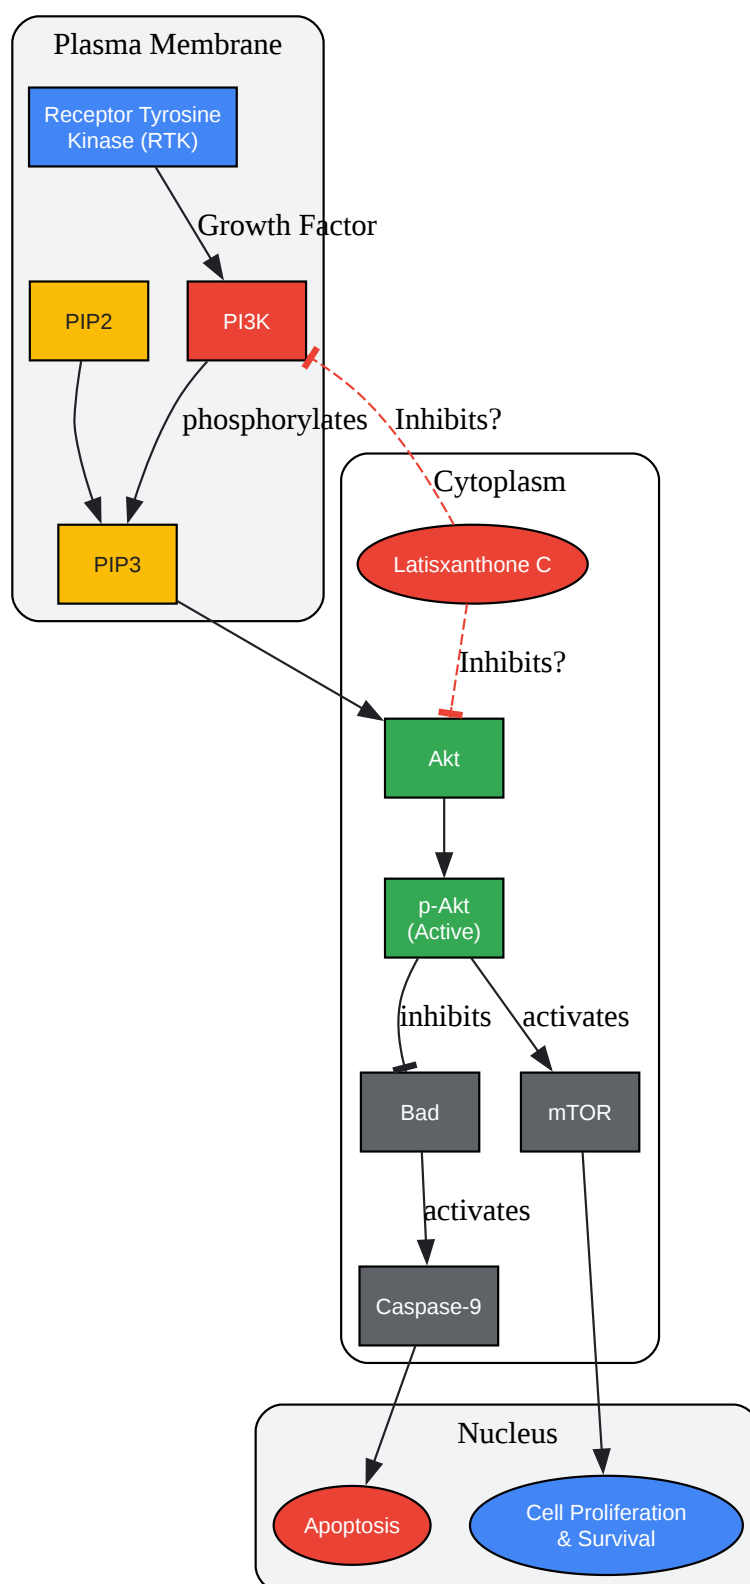 Plasma Membrane
Receptor Tyrosine
Kinase (RTK)
Growth Factor
PIP2
PI3K
phosphorylates
Inhibits?
Cytoplasm
PIP3
Latisxanthone C
Inhibits?
Akt
p-Akt
(Active)
inhibits
activates
Bad
mTOR
activates
Caspase-9
Nucleus
Apoptosis
Cell Proliferation
& Survival